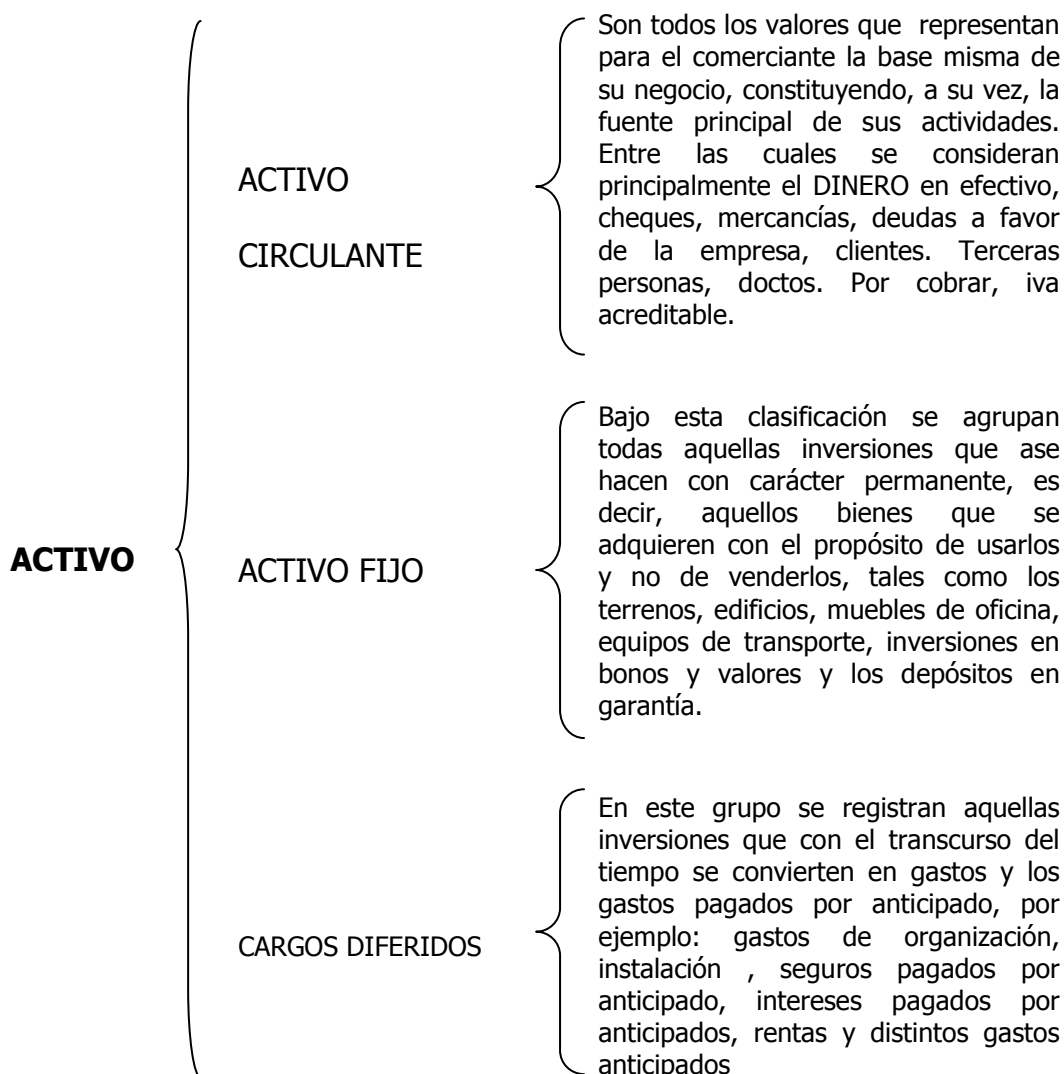 ACTIVO
ACTIVO
CIRCULANTE
Son todos los valores que representan
para el comerciante la base misma de
su negocio, constituyendo, a su vez, la
fuente principal de sus actividades.
Entre las cuales se consideran
principalmente el DINERO en efectivo,
cheques, mercancías, deudas a favor
de la empresa, clientes. Terceras
personas, doctos. Por cobrar, iva
acreditable.
ACTIVO FIJO
Bajo esta clasificación se agrupan
todas aquellas inversiones que ase
hacen con carácter permanente, es
decir, aquellos bienes que se
adquieren con el propósito de usarlos
y no de venderlos, tales como los
terrenos, edificios, muebles de oficina,
equipos de transporte, inversiones en
bonos y valores y los depósitos en
garantía.
CARGOS DIFERIDOS
En este grupo se registran aquellas
inversiones que con el transcurso del
tiempo se convierten en gastos y los
gastos pagados por anticipado, por
ejemplo: gastos de organización,
instalación , seguros pagados por
anticipado, intereses pagados por
anticipados, rentas y distintos gastos
anticipados